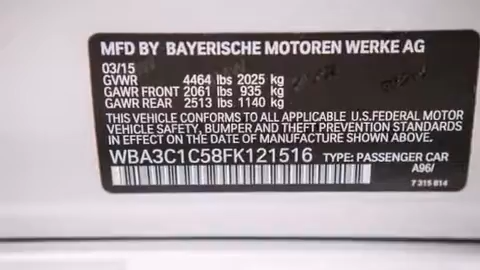 MFD BY BAYERISCHE MOTOREN WERKE AG
03/15
GVWR 4464 lbs 2025 kg
GAWR FRONT 2061 lbs 935 kg
GAWR REAR 2513 lbs 1140 kg
THIS VEHICLE CONFORMS TO ALL APPLICABLE U.S.FEDERAL MOTOR
VEHICLE SAFETY, BUMPER AND THEFT PREVENTION STANDARDS
IN EFFECT ON THE DATE OF MANUFACTURE SHOWN ABOVE.
WBA3C1C58FK121516 TYPE: PASSENGER CAR
A96/
7 315 814